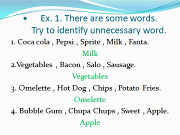 • Ex. 1. There are some words.
Try to identify unnecessary word.
1. Coca cola , Pepsi , Sprite , Milk , Fanta.
Milk
2.Vegetables , Bacon , Salo , Sausage.
Vegetables
3. Omelette , Hot Dog , Chips , Potato Fries.
Omelette
4. Bubble Gum , Chupa Chups , Sweet , Apple.
Apple